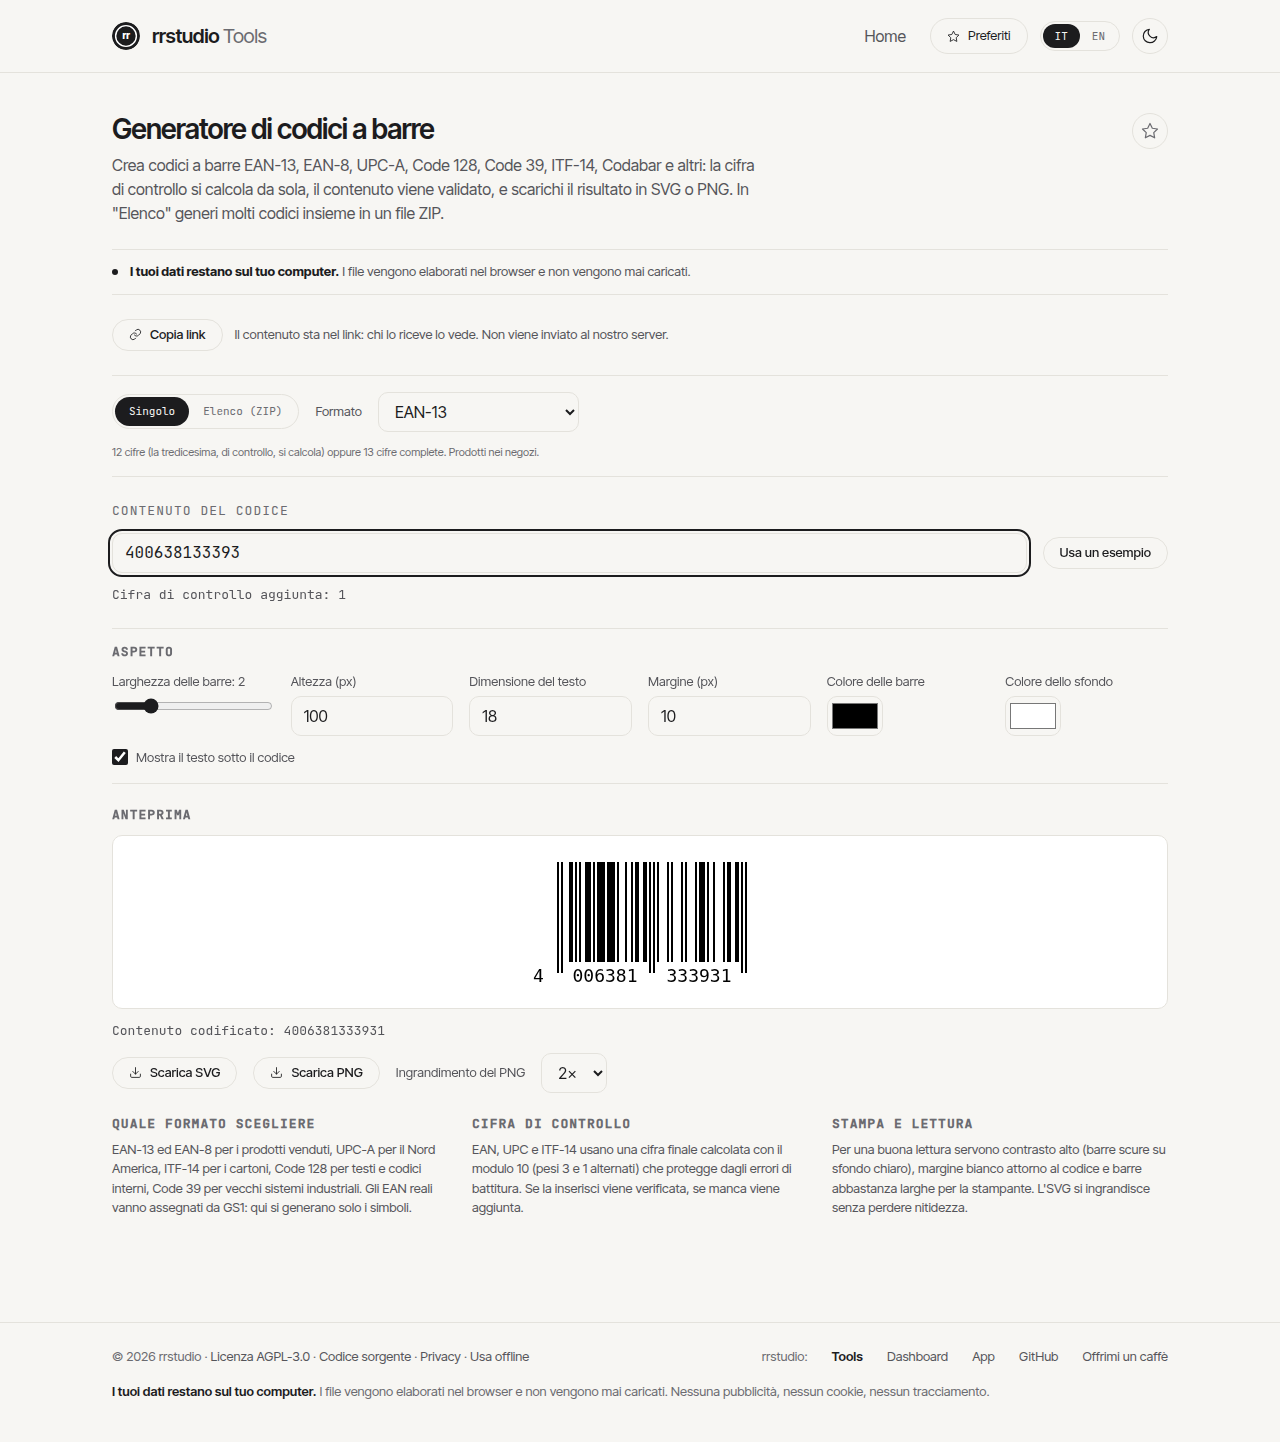 rr rrstudio Tools
Home
Preferiti
IT EN
Generatore di codici a barre
Crea codici a barre EAN-13, EAN-8, UPC-A, Code 128, Code 39, ITF-14, Codabar e altri: la cifra
di controllo si calcola da sola, il contenuto viene validato, e scarichi il risultato in SVG o PNG. In
"Elenco" generi molti codici insieme in un file ZIP.
I tuoi dati restano sul tuo computer. I file vengono elaborati nel browser e non vengono mai caricati.
Copia link Il contenuto sta nel link: chi lo riceve lo vede. Non viene inviato al nostro server.
Singolo Elenco (ZIP) Formato EAN-13
12 cifre (la tredicesima, di controllo, si calcola) oppure 13 cifre complete. Prodotti nei negozi.
CONTENUTO DEL CODICE
400638133393 Usa un esempio
Cifra di controllo aggiunta: 1
ASPETTO
Larghezza delle barre: 2 Altezza (px) Dimensione del testo Margine (px) Colore delle barre Colore dello sfondo
100 18 10
Mostra il testo sotto il codice
ANTEPRIMA
4 006381 333931
Contenuto codificato: 4006381333931
Scarica SVG Scarica PNG Ingrandimento del PNG 2×
QUALE FORMATO SCEGLIERE
EAN-13 ed EAN-8 per i prodotti venduti, UPC-A per il Nord
America, ITF-14 per i cartoni, Code 128 per testi e codici
interni, Code 39 per vecchi sistemi industriali. Gli EAN reali
vanno assegnati da GS1: qui si generano solo i simboli.
CIFRA DI CONTROLLO
EAN, UPC e ITF-14 usano una cifra finale calcolata con il
modulo 10 (pesi 3 e 1 alternati) che protegge dagli errori di
battitura. Se la inserisci viene verificata, se manca viene
aggiunta.
STAMPA E LETTURA
Per una buona lettura servono contrasto alto (barre scure su
sfondo chiaro), margine bianco attorno al codice e barre
abbastanza larghe per la stampante. L'SVG si ingrandisce
senza perdere nitidezza.
© 2026 rrstudio · Licenza AGPL-3.0 · Codice sorgente · Privacy · Usa offline
rrstudio: Tools Dashboard App GitHub Offrimi un caffè
I tuoi dati restano sul tuo computer. I file vengono elaborati nel browser e non vengono mai caricati. Nessuna pubblicità, nessun cookie, nessun tracciamento.